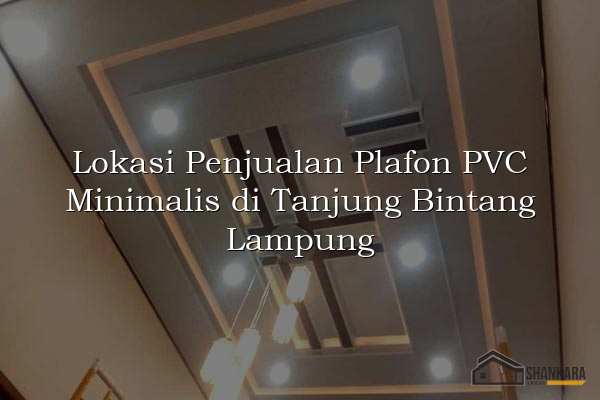 Lokasi Penjualan Plafon PVC
Minimalis di Tanjung Bintang
Lampung
SHANKARA